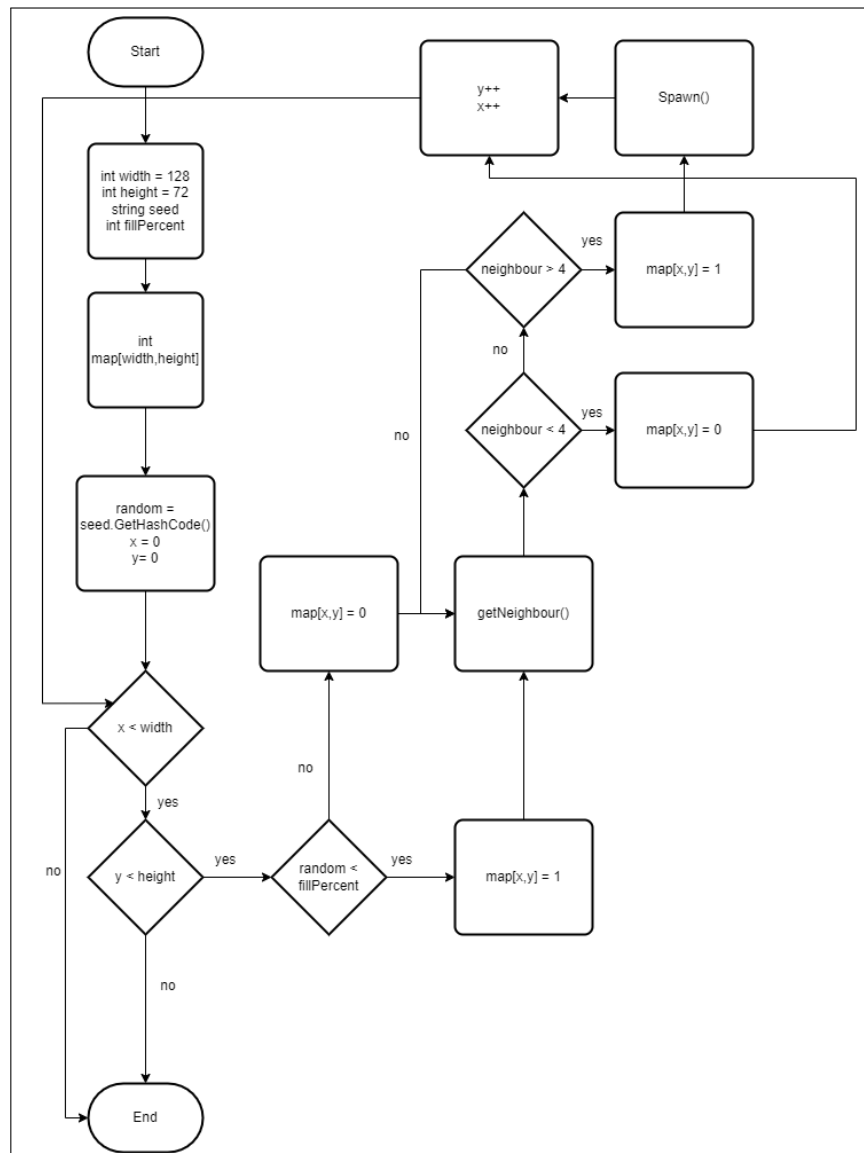 Start
int width = 128
int height = 72
string seed
int fillPercent
int
map[width,height]
random =
seed.GetHashCode()
x = 0
y= 0
x < width
yes
no
y < height
yes
no
End
random <
fillPercent
no
yes
map[x,y] = 0
map[x,y] = 1
getNeighbour()
neighbour < 4
yes
map[x,y] = 0
no
neighbour > 4
no
yes
map[x,y] = 1
Spawn()
y++
x++